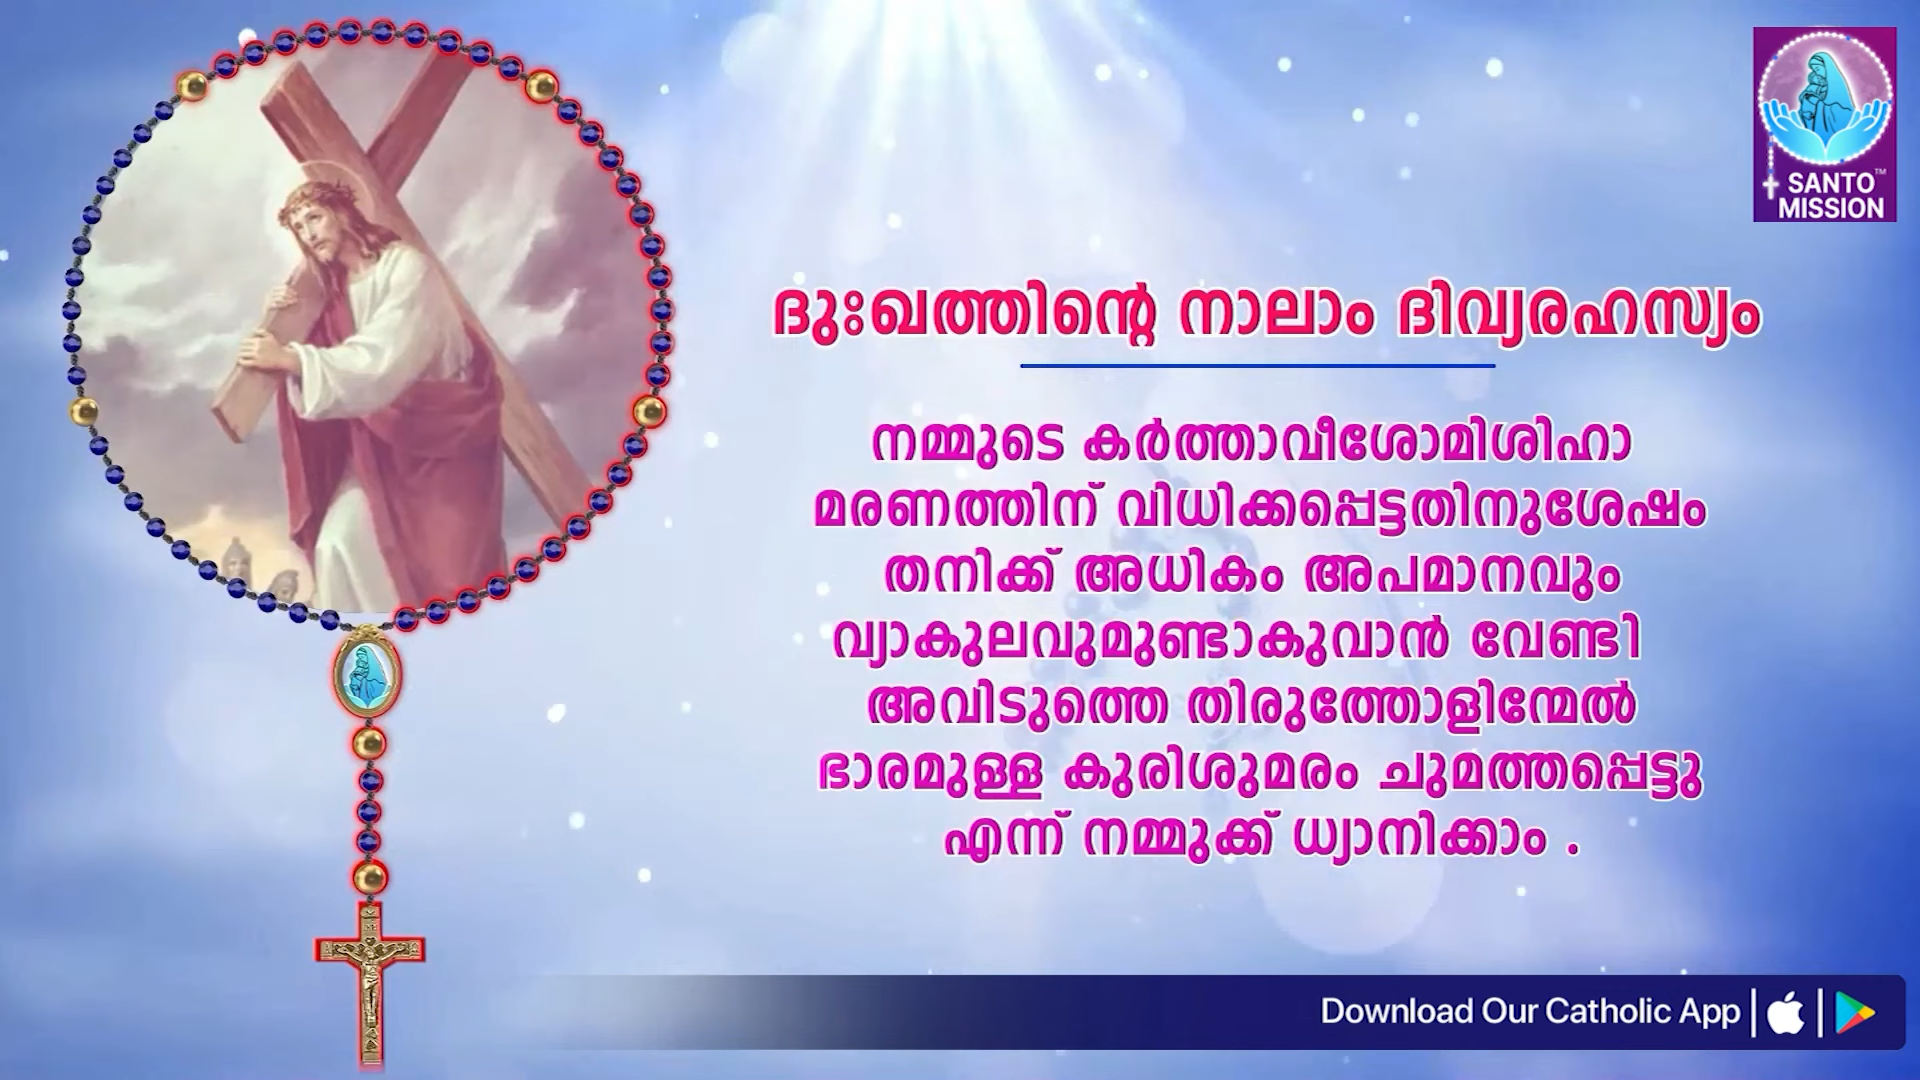 SANTO™
MISSION
ദുഃഖത്തിന്റെ നാലാം ദിവ്യരഹസ്യം
നമ്മുടെ കർത്താവീശോമിശിഹാ
മരണത്തിന് വിധിക്കപ്പെട്ടതിനുശേഷം
തനിക്ക് അധികം അപമാനവും
വ്യാകുലവുമുണ്ടാകുവാൻ വേണ്ടി
അവിടുത്തെ തിരുത്തോളിന്മേൽ
ഭാരമുള്ള കുരിശുമരം ചുമത്തപ്പെട്ടു
എന്ന് നമ്മുക്ക് ധ്യാനിക്കാം .
Download Our Catholic App